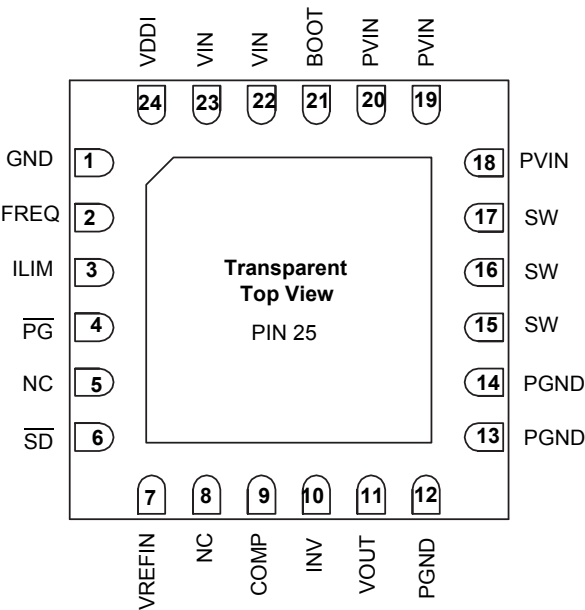 VDDI
VIN
VIN
BOOT
PVIN
PVIN
24
23
22
21
20
19
GND
1
FREQ
2
ILIM
3
PG
4
NC
5
SD
6
Transparent
Top View
PIN 25
18
PVIN
17
SW
16
SW
15
SW
14
PGND
13
PGND
7
8
9
10
11
12
VREFIN
NC
COMP
INV
VOUT
PGND